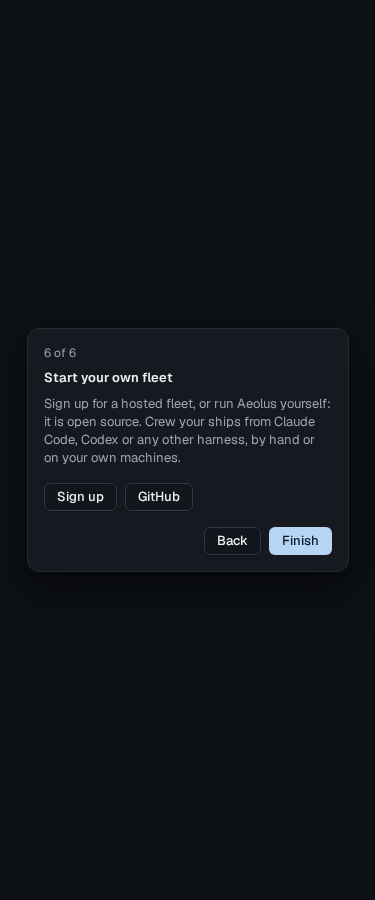 6 of 6
Start your own fleet
Sign up for a hosted fleet, or run Aeolus yourself:
it is open source. Crew your ships from Claude
Code, Codex or any other harness, by hand or
on your own machines.
Sign up GitHub
Back Finish